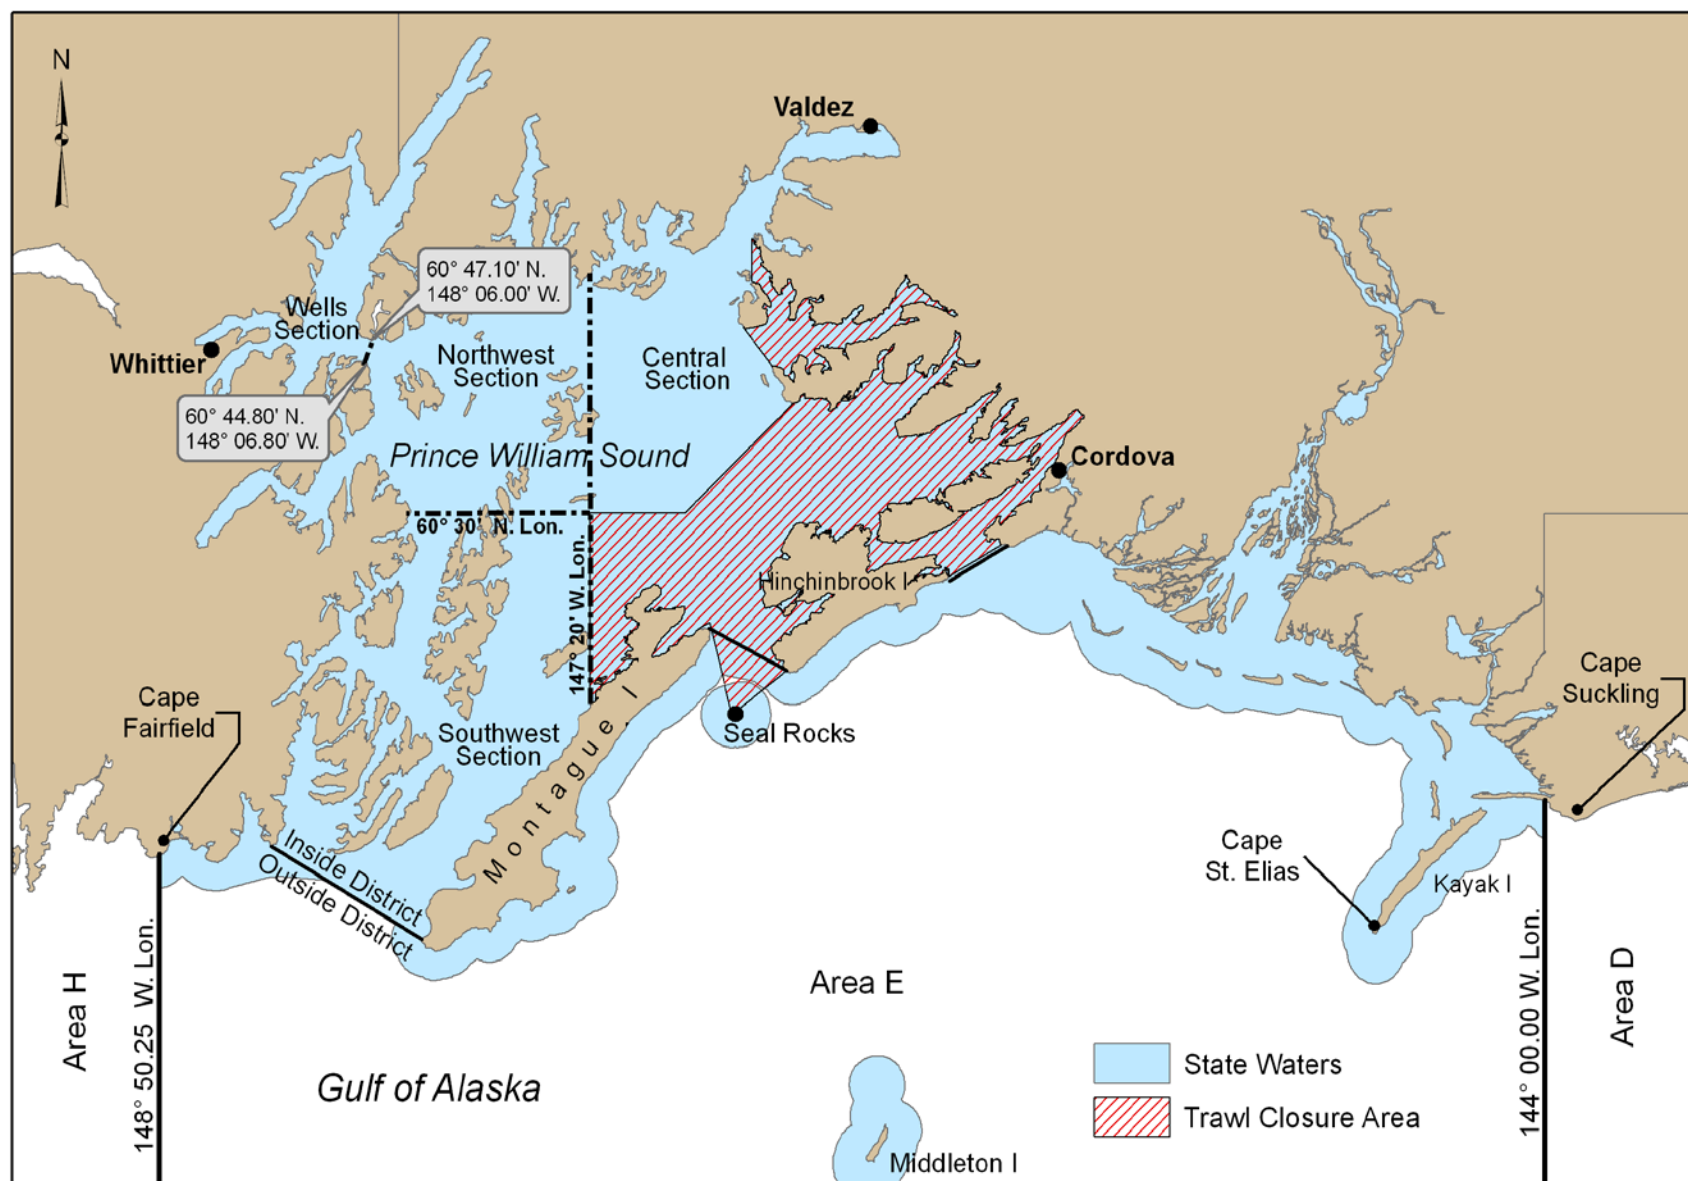 N
Valdez
60° 47.10' N.
148° 06.00' W.
Wells
Section
Whittier
Northwest
Section
Central
Section
60° 44.80' N.
148° 06.80' W.
Prince William Sound
Cordova
60° 30' N. Lon.
147° 20' W. Lon.
Hinchinbrook I
Cape
Fairfield
Cape
Suckling
Southwest
Section
Seal Rocks
Montague I
Inside District
Outside District
Cape
St. Elias
Kayak I
Area H
148° 50.25 W. Lon.
Area E
144° 00.00 W. Lon.
Area D
Gulf of Alaska
State Waters
Trawl Closure Area
Middleton I